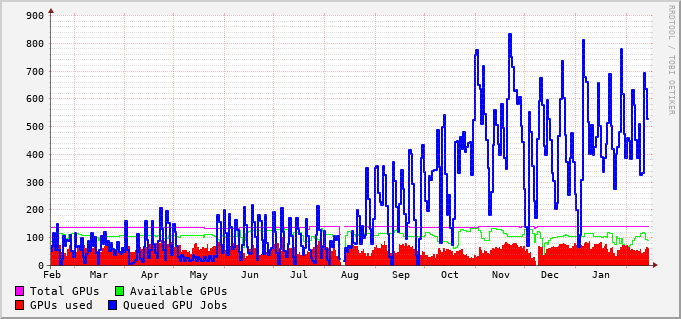 900
800
700
600
500
400
300
200
100
0
Feb Mar Apr May Jun Jul Aug Sep Oct Nov Dec Jan
RRDTOOL / TOBI OETIKER
Total GPUs Available GPUs
GPUs used Queued GPU Jobs